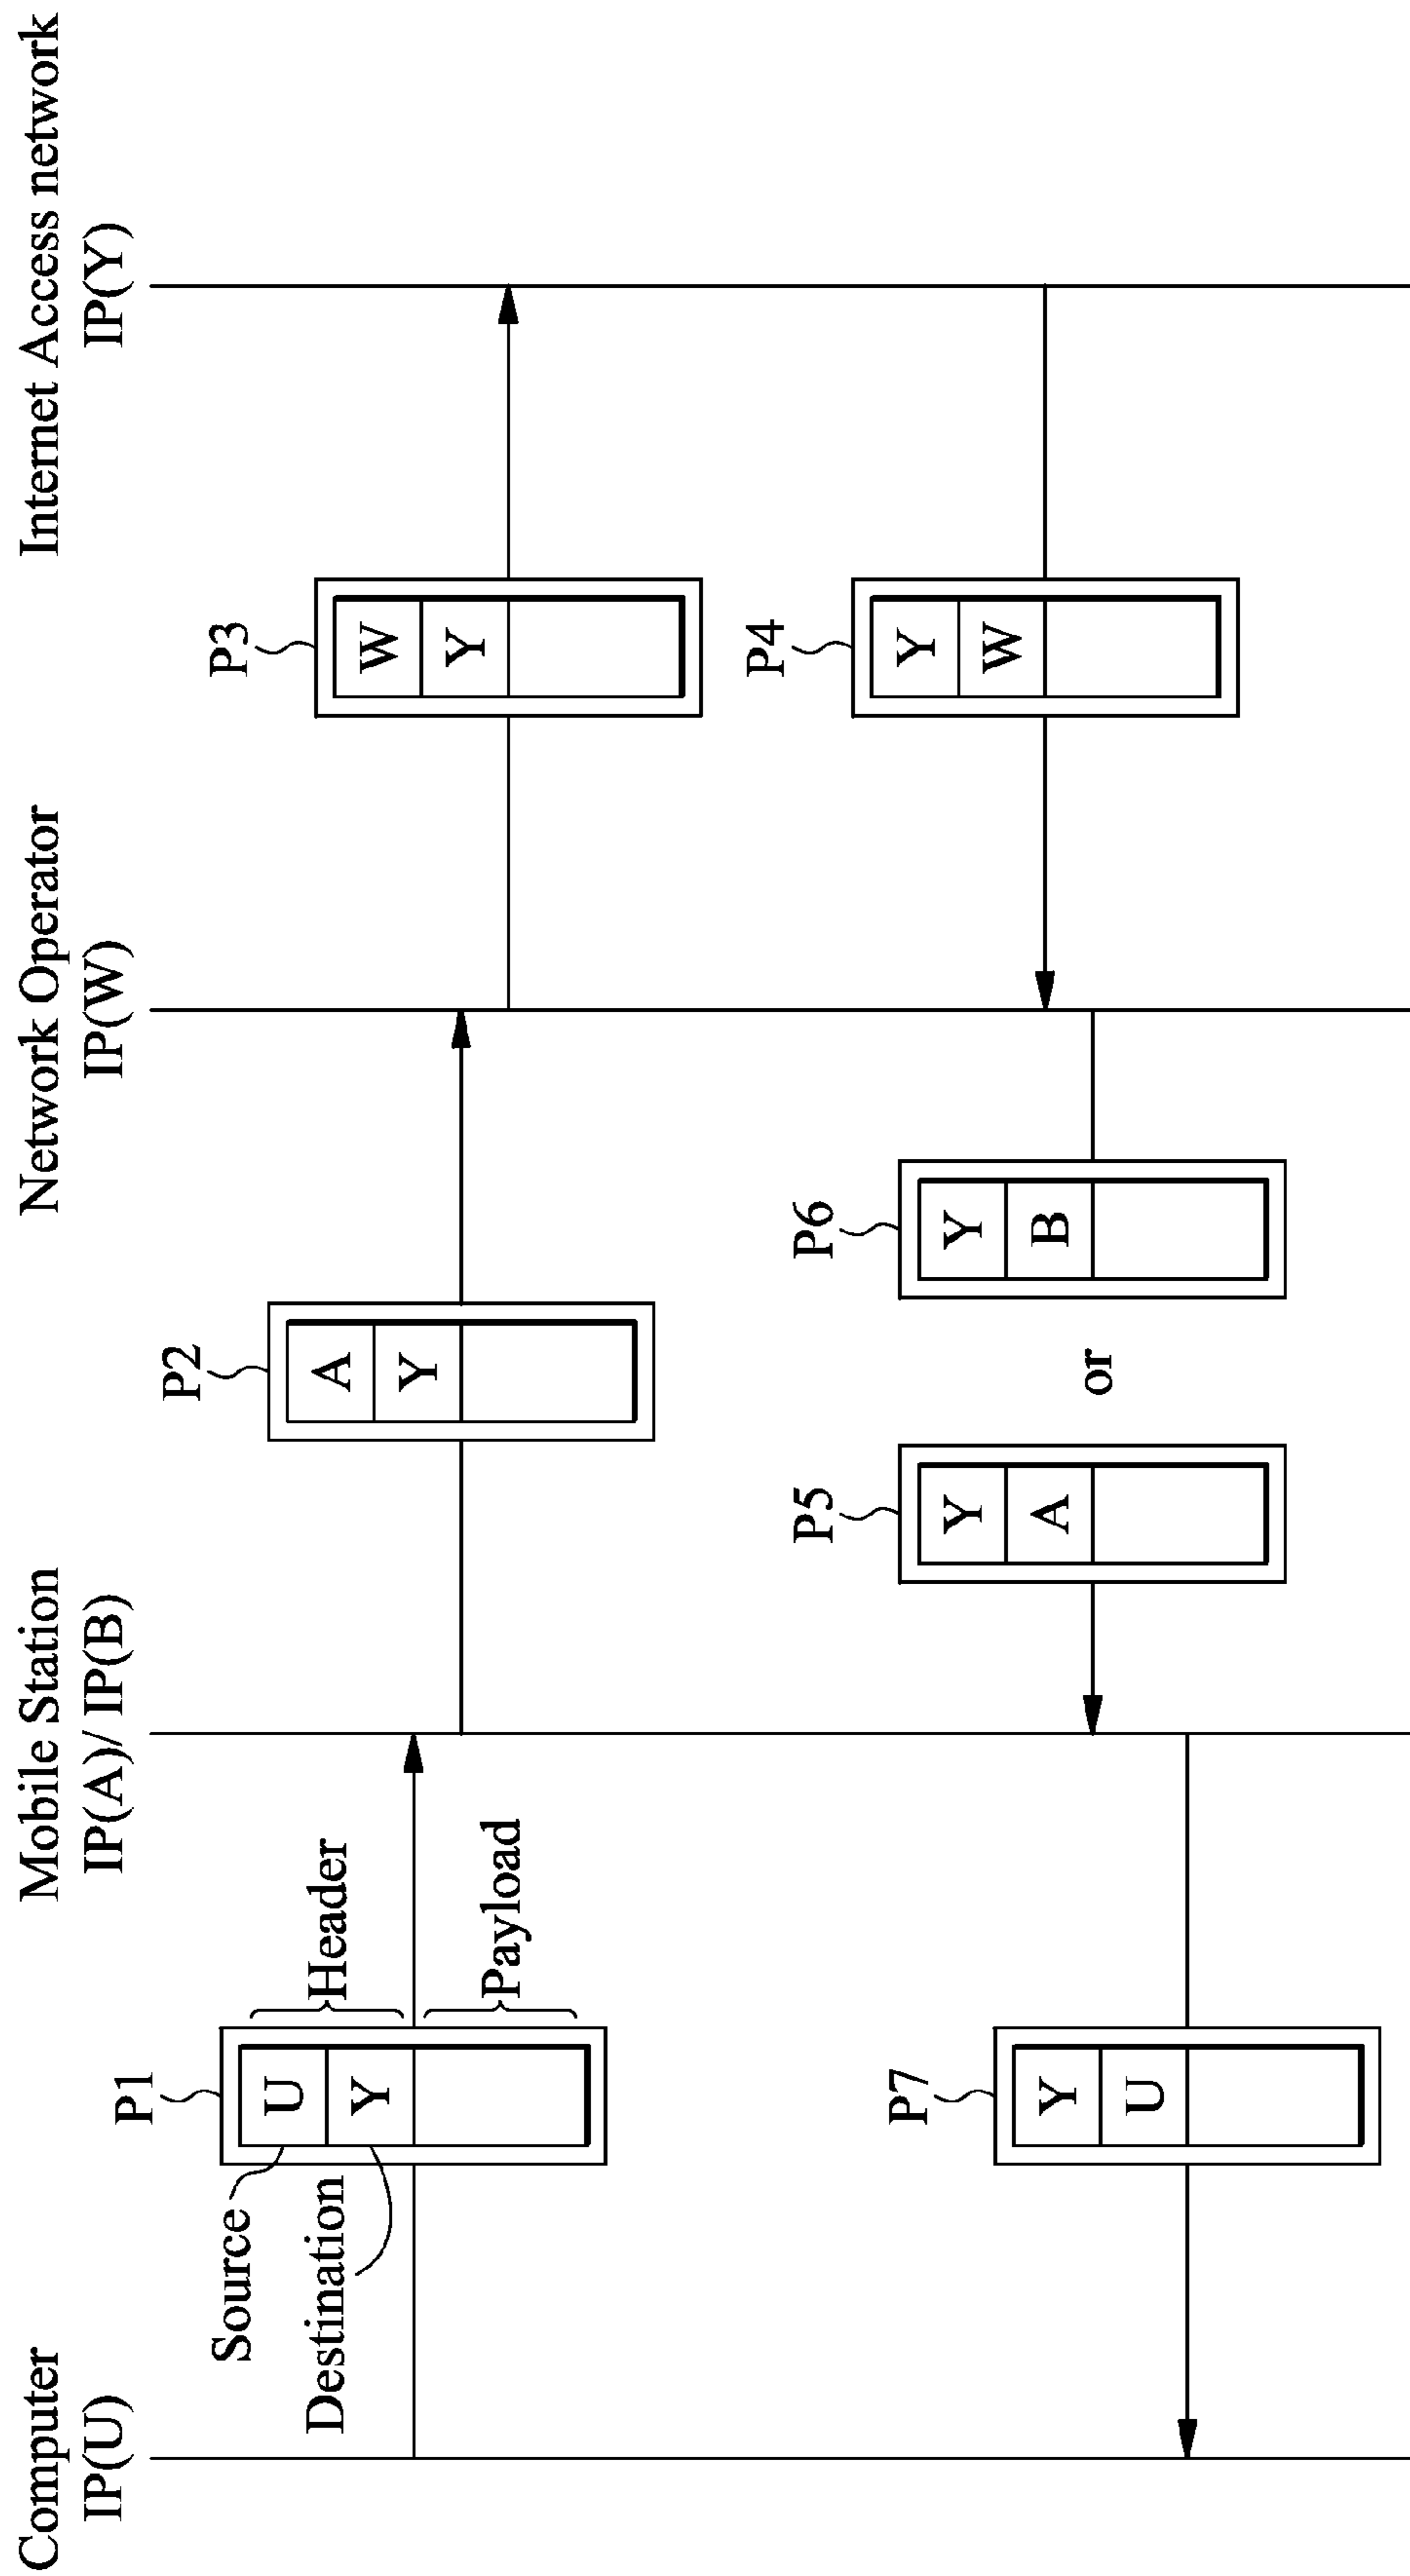 Computer
IP(U)
Mobile Station
IP(A)/ IP(B)
Network Operator
IP(W)
Internet Access network
IP(Y)
P1
Source
U
Destination
Y
Header
Payload
P2
A
Y
P3
W
Y
P4
Y
W
P5
Y
A
or
P6
Y
B
P7
Y
U